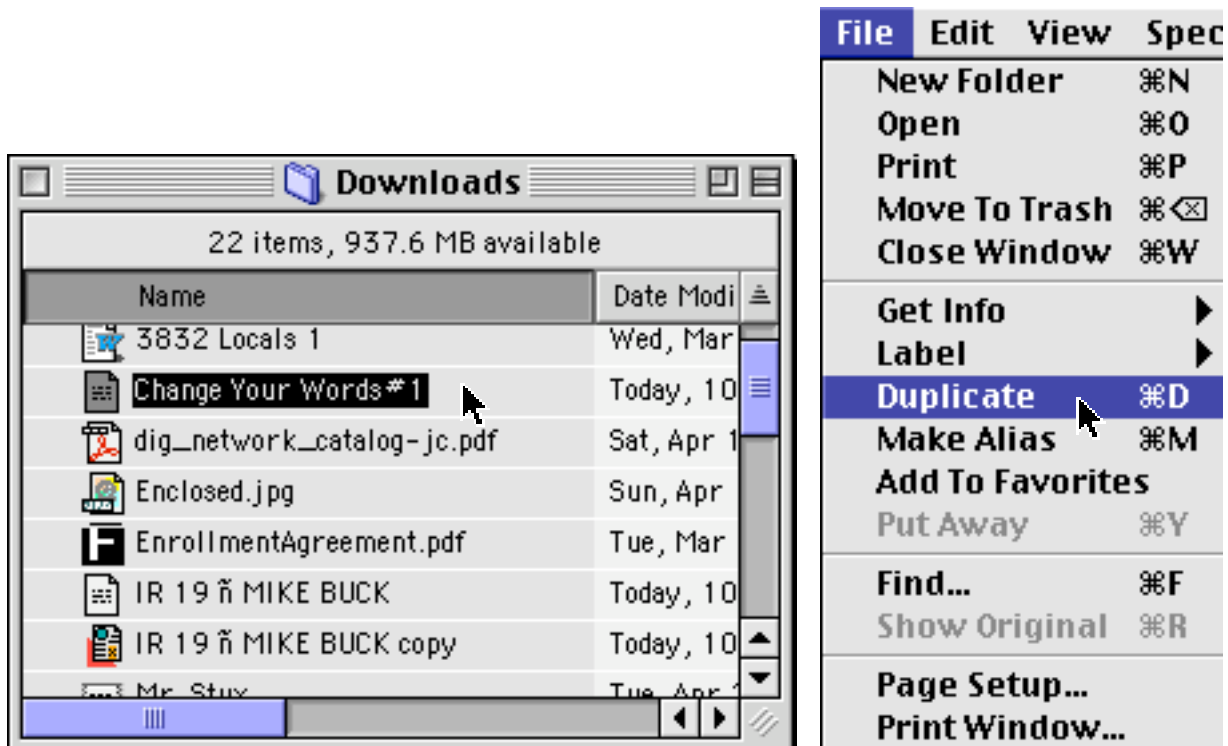 Downloads
22 items, 937.6 MB available
Name Date Modi
3832 Locals 1 Wed, Mar
Change Your Words#1 Today, 10
dig_network_catalog-jc.pdf Sat, Apr 1
Enclosed.jpg Sun, Apr
EnrollmentAgreement.pdf Tue, Mar
IR 19 ñ MIKE BUCK Today, 10
IR 19 ñ MIKE BUCK copy Today, 10
Mr. Stux Tue, Apr
File Edit View Spec
New Folder ⌘N
Open ⌘O
Print ⌘P
Move To Trash ⌘⌫
Close Window ⌘W
Get Info
Label
Duplicate ⌘D
Make Alias ⌘M
Add To Favorites
Put Away ⌘Y
Find... ⌘F
Show Original ⌘R
Page Setup...
Print Window...